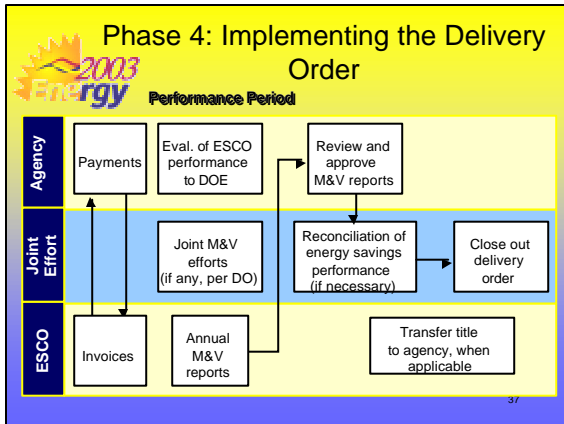 Phase 4: Implementing the Delivery
Order
2003
Energy
Performance Period
Agency
Payments
Eval. of ESCO
performance
to DOE
Review and
approve
M&V reports
Joint
Effort
Joint M&V
efforts
(if any, per DO)
Reconciliation of
energy savings
performance
(if necessary)
Close out
delivery
order
ESCO
Invoices
Annual
M&V
reports
Transfer title
to agency, when
applicable
37